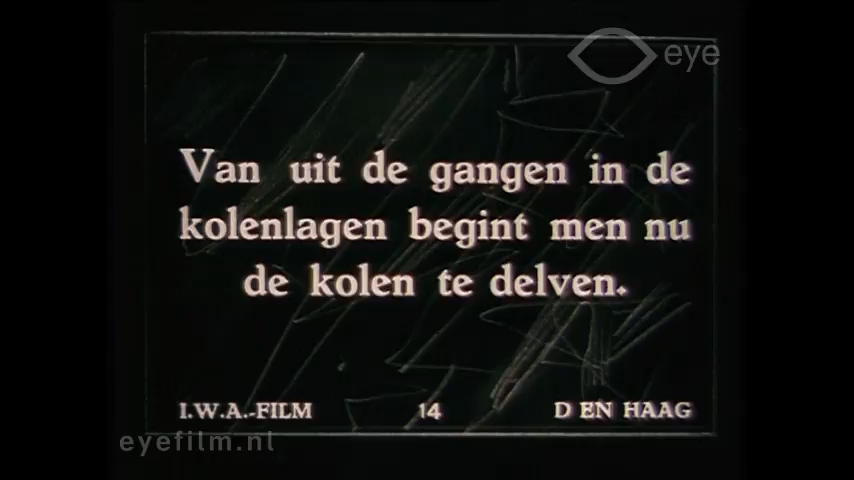 eye
Van uit de gangen in de
kolenlagen begint men nu
de kolen te delven.
I.W.A.-FILM 14 D EN HAAG
eyefilm.nl